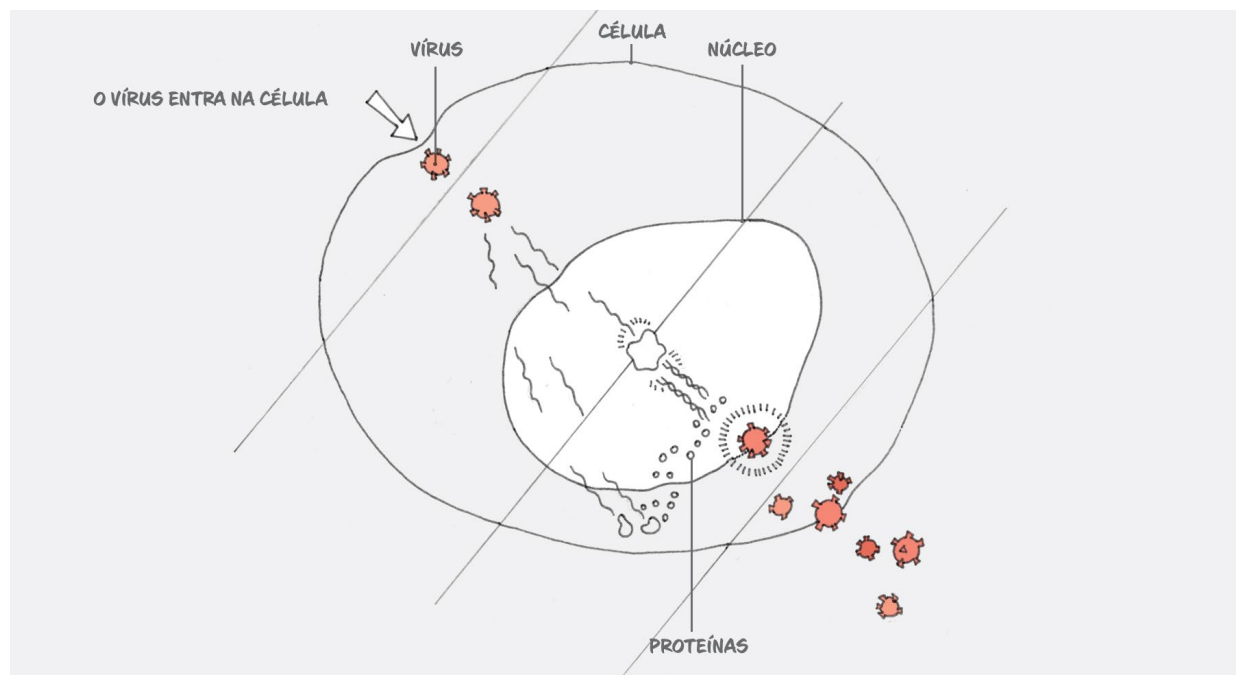 CÉLULA
VÍRUS
NÚCLEO
O VÍRUS ENTRA NA CÉLULA
PROTEÍNAS